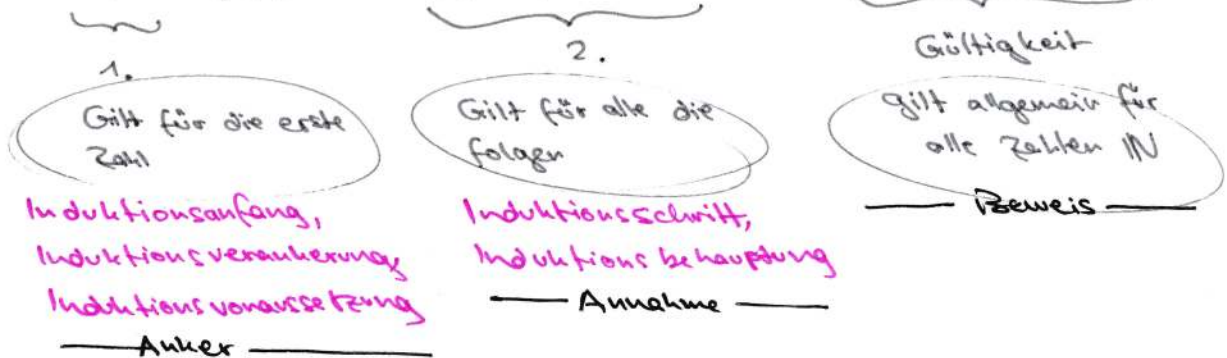 1.
Gilt für die erste
Zahl
Induktionsanfang,
Induktionsverankerung,
Induktionsvoraussetzung
Anker
2.
Gilt für alle die
folgen
Induktionsschritt,
Induktionsbehauptung
Annahme
Gültigkeit
gilt allgemein für
alle Zahlen IN
Beweis